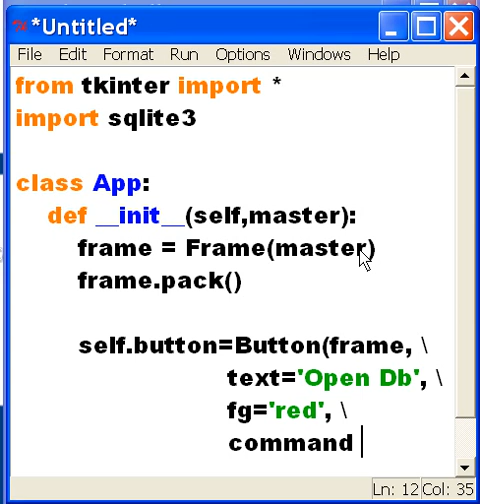 *Untitled*
File Edit Format Run Options Windows Help
from tkinter import *
import sqlite3
class App:
def __init__(self,master):
frame = Frame(master)
frame.pack()
self.button=Button(frame, \
text='Open Db', \
fg='red', \
command
Ln: 12 Col: 35